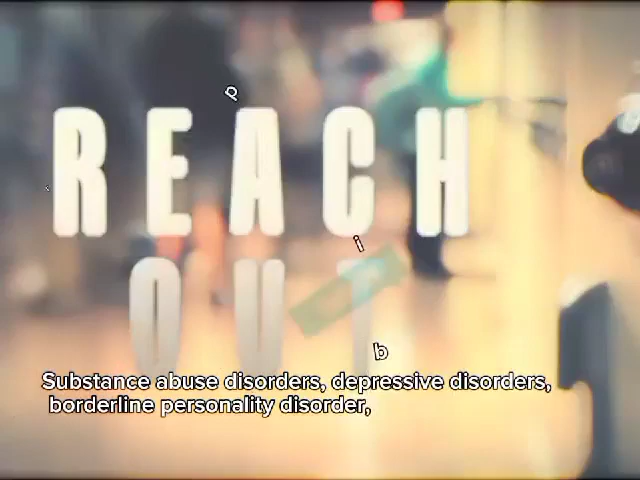 p
REACH
i
OUT
b
Substance abuse disorders, depressive disorders,
borderline personality disorder,